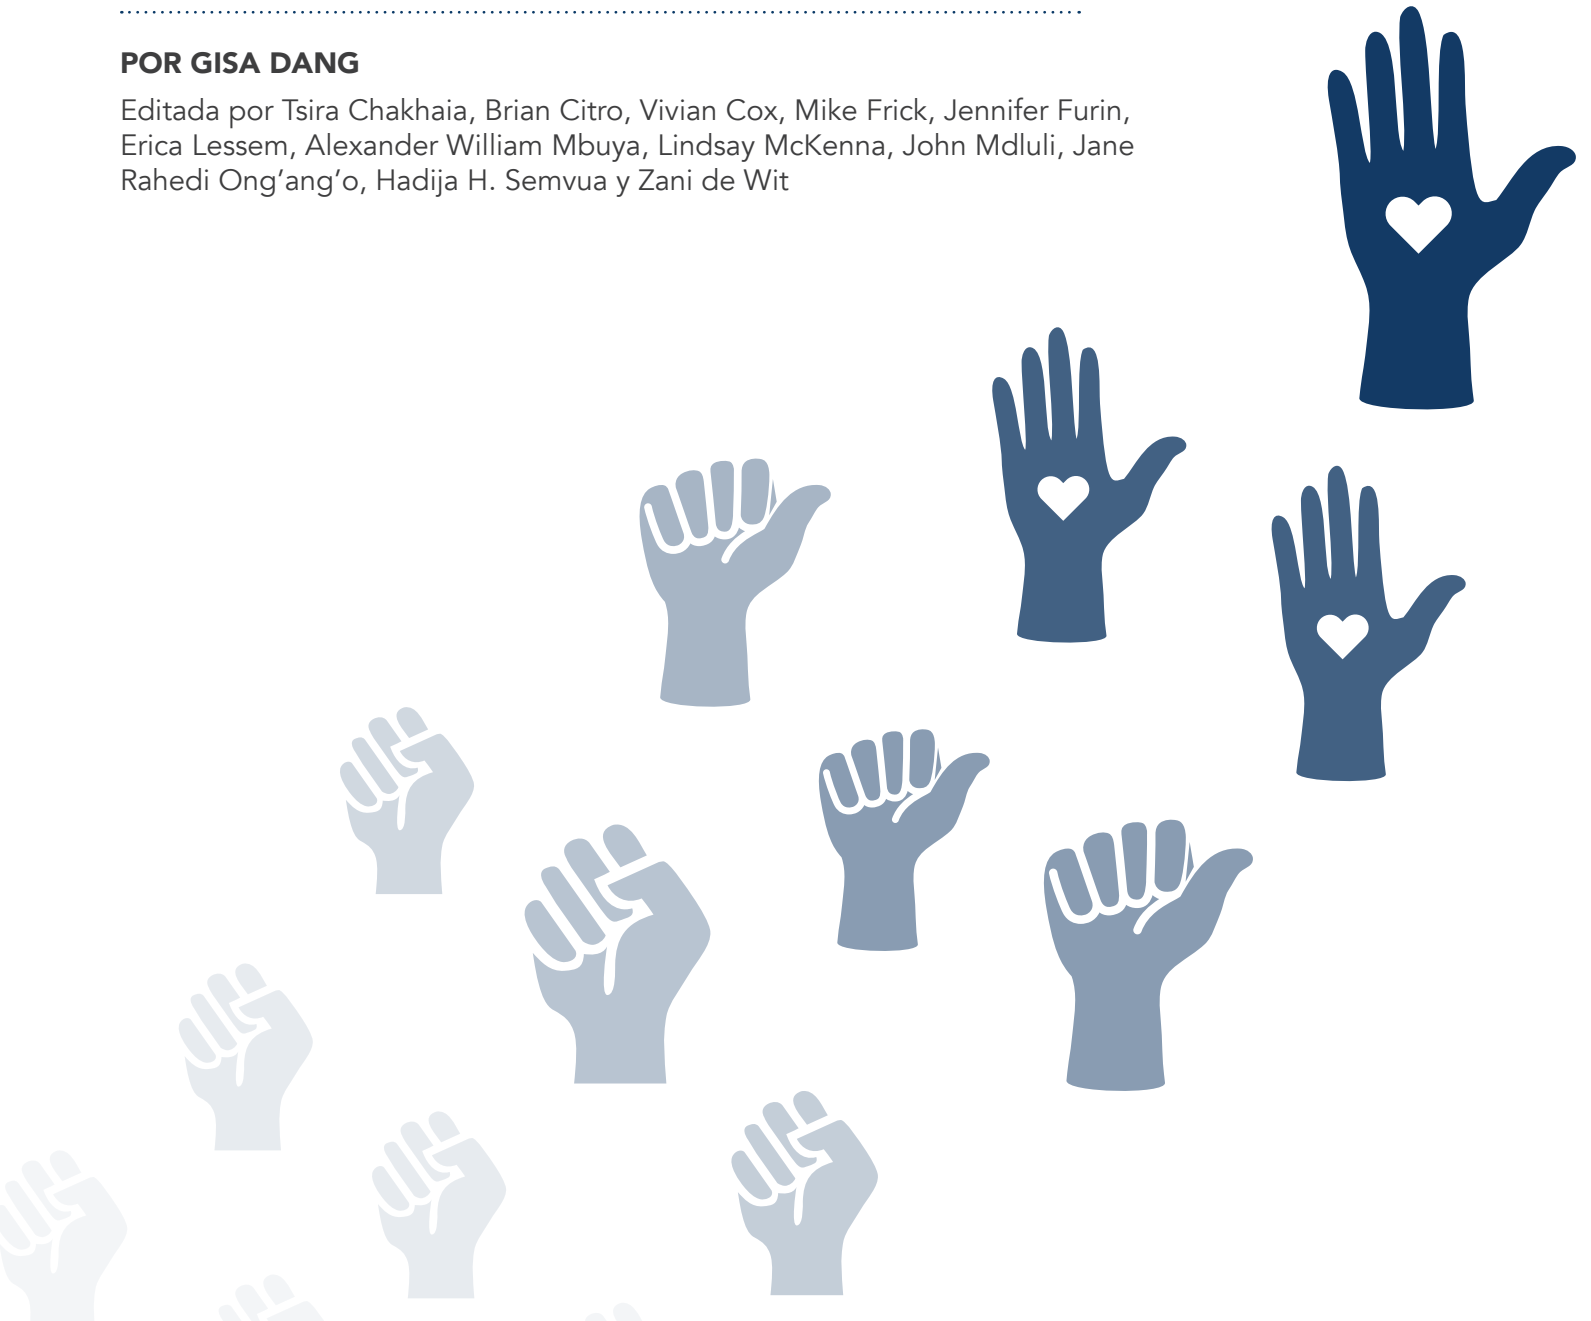 POR GISA DANG
Editada por Tsira Chakhaia, Brian Citro, Vivian Cox, Mike Frick, Jennifer Furin,
Erica Lessem, Alexander William Mbuya, Lindsay McKenna, John Mdluli, Jane
Rahedi Ong’ang’o, Hadija H. Semvua y Zani de Wit